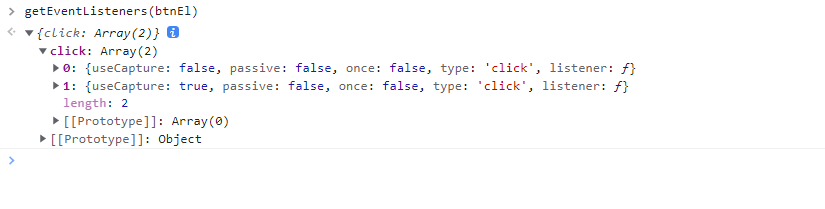 > getEventListeners(btnEl)
< ▼{click: Array(2)} i
▼click: Array(2)
▶0: {useCapture: false, passive: false, once: false, type: 'click', listener: ƒ}
▶1: {useCapture: true, passive: false, once: false, type: 'click', listener: ƒ}
length: 2
▶[[Prototype]]: Array(0)
▶[[Prototype]]: Object
>